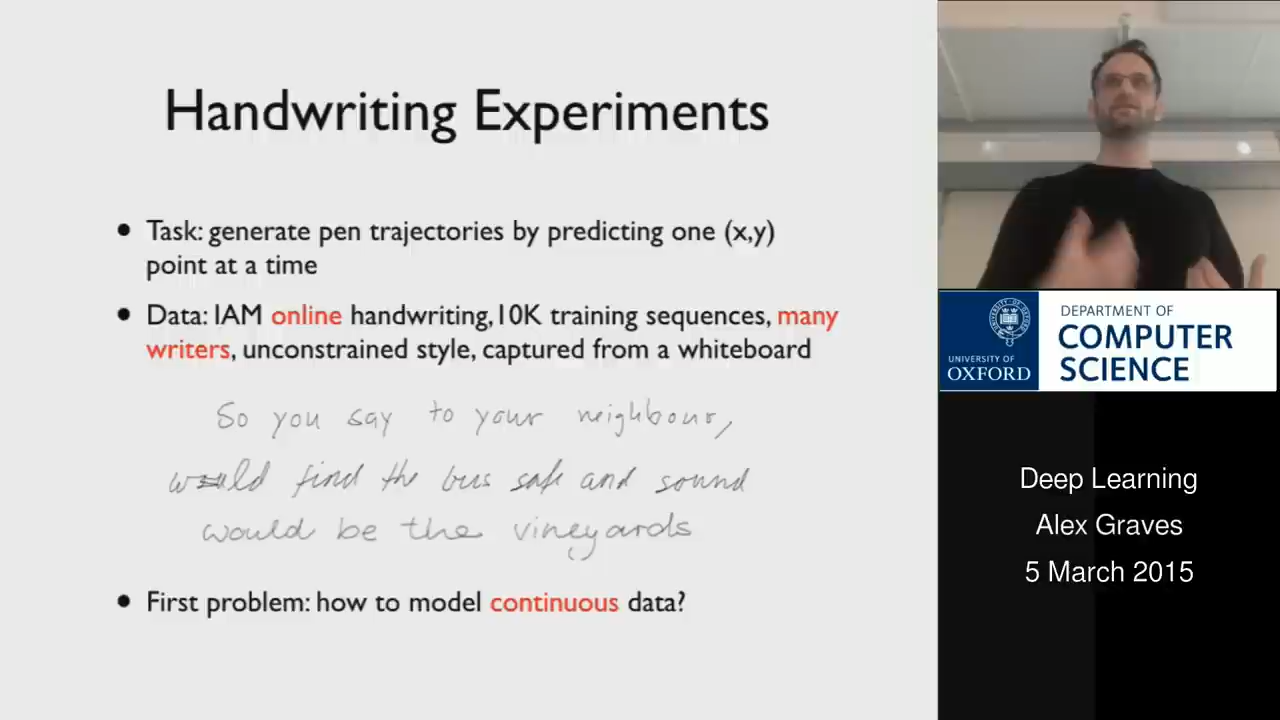 Handwriting Experiments
• Task: generate pen trajectories by predicting one (x,y)
point at a time
• Data: IAM online handwriting, 10K training sequences, many
writers, unconstrained style, captured from a whiteboard
So you say to your neighbour,
would find the bus safe and sound
would be the vineyards
• First problem: how to model continuous data?
UNIVERSITY OF
OXFORD
DEPARTMENT OF
COMPUTER
SCIENCE
Deep Learning
Alex Graves
5 March 2015